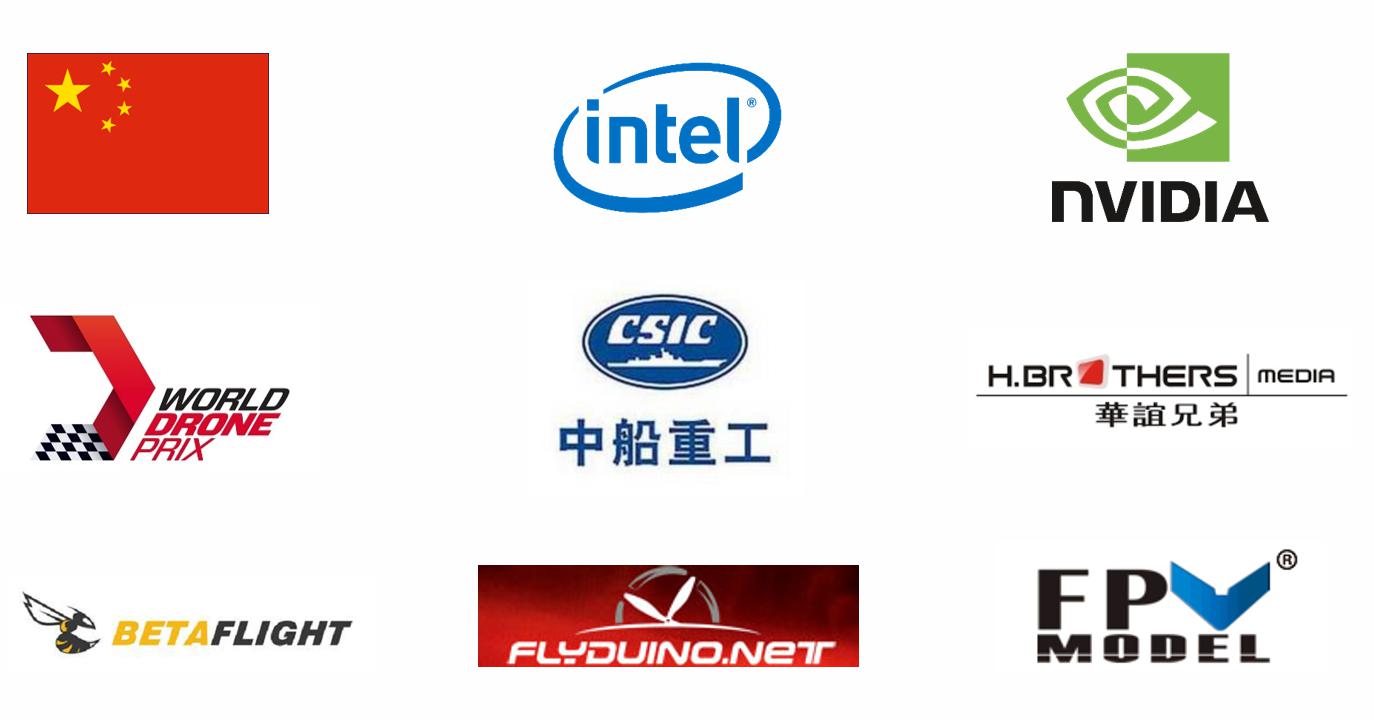 intel®
NVIDIA
WORLD
DRONE
PRIX
CSIC
中船重工
H.BROTHERS MEDIA
華誼兄弟
BETAFLIGHT
FLYDUINO.NET
FPV®
MODEL